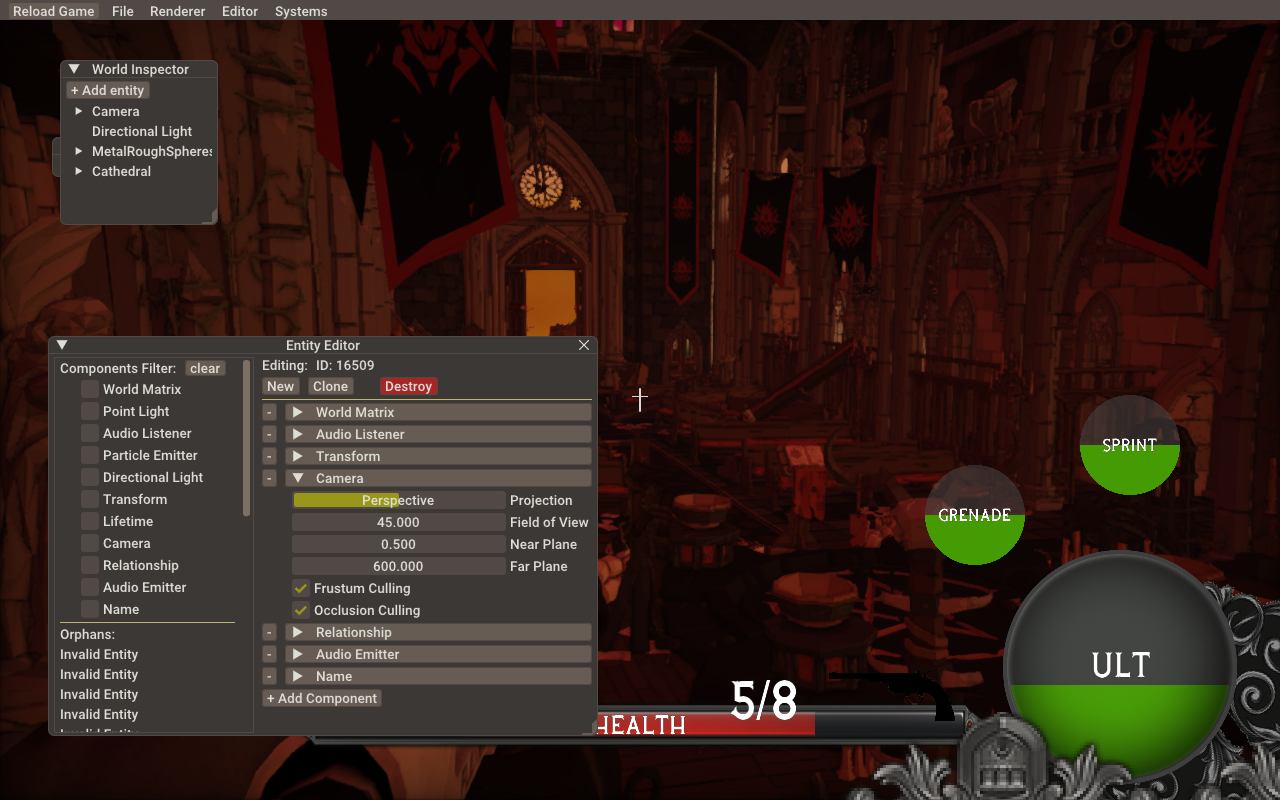 Reload Game File Renderer Editor Systems
World Inspector
+ Add entity
Camera
Directional Light
MetalRoughSpheres
Cathedral
Entity Editor
Components Filter: clear
World Matrix
Point Light
Audio Listener
Particle Emitter
Directional Light
Transform
Lifetime
Camera
Relationship
Audio Emitter
Name
Orphans:
Invalid Entity
Invalid Entity
Invalid Entity
Invalid Entity
Invalid Entity
Editing: ID: 16509
New Clone Destroy
- World Matrix
- Audio Listener
- Transform
- Camera
Perspective Projection
45.000 Field of View
0.500 Near Plane
600.000 Far Plane
Frustum Culling
Occlusion Culling
- Relationship
- Audio Emitter
- Name
+ Add Component
SPRINT
GRENADE
ULT
5/8
HEALTH